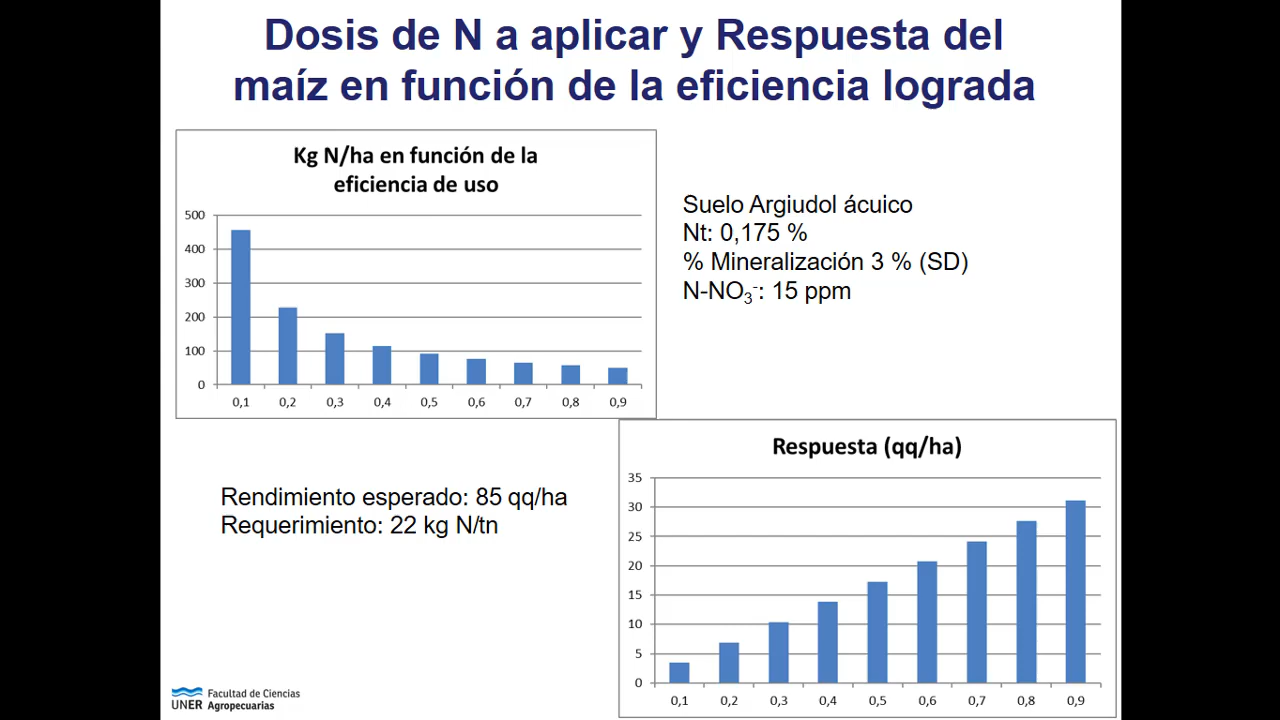 Dosis de N a aplicar y Respuesta del
maíz en función de la eficiencia lograda
Kg N/ha en función de la
eficiencia de uso
500
400
300
200
100
0
0,1 0,2 0,3 0,4 0,5 0,6 0,7 0,8 0,9
Suelo Argiudol ácuico
Nt: 0,175 %
% Mineralización 3 % (SD)
N-NO₃⁻: 15 ppm
Rendimiento esperado: 85 qq/ha
Requerimiento: 22 kg N/tn
Respuesta (qq/ha)
35
30
25
20
15
10
5
0
0,1 0,2 0,3 0,4 0,5 0,6 0,7 0,8 0,9
UNER
Facultad de Ciencias
Agropecuarias